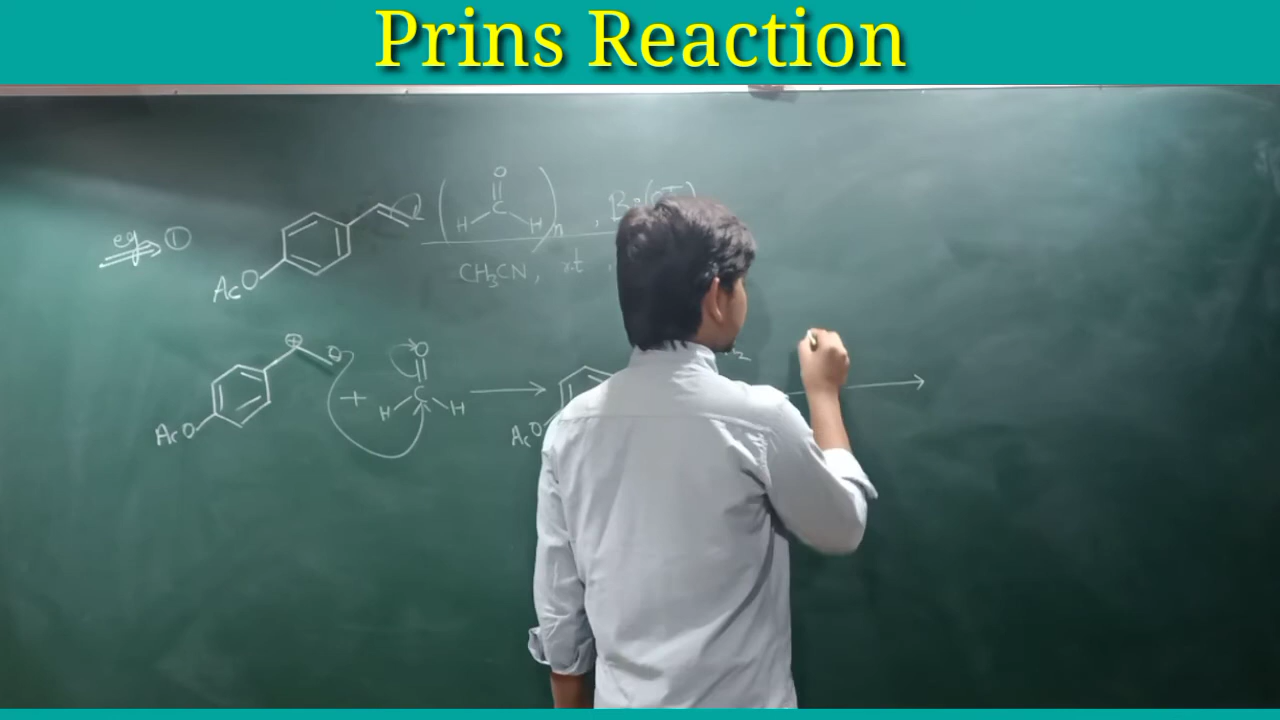 Prins Reaction
eg ①
( H C O H )n ,
CH3CN, r.t ,
AcO
⊕
AcO
+
H C O H
AcO